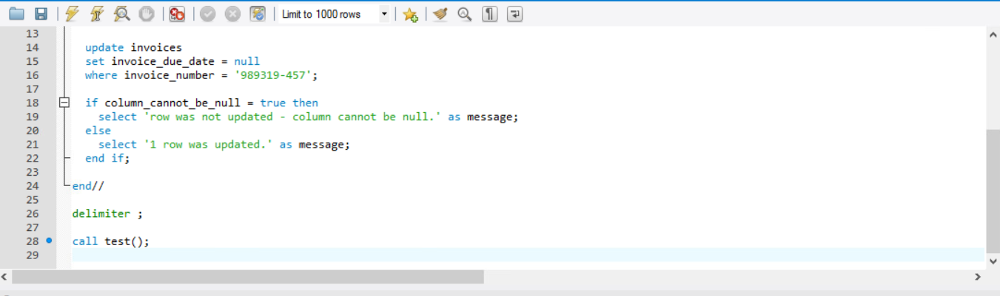 Limit to 1000 rows
13
14 update invoices
15 set invoice_due_date = null
16 where invoice_number = '989319-457';
17
18 if column_cannot_be_null = true then
19 select 'row was not updated - column cannot be null.' as message;
20 else
21 select '1 row was updated.' as message;
22 end if;
23
24 end//
25
26 delimiter ;
27
28 call test();
29